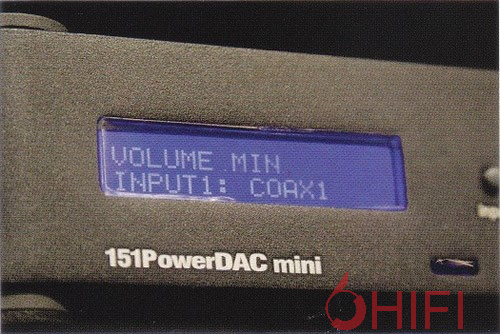 VOLUME MIN
INPUT1: COAX1
151PowerDAC mini
HIFI